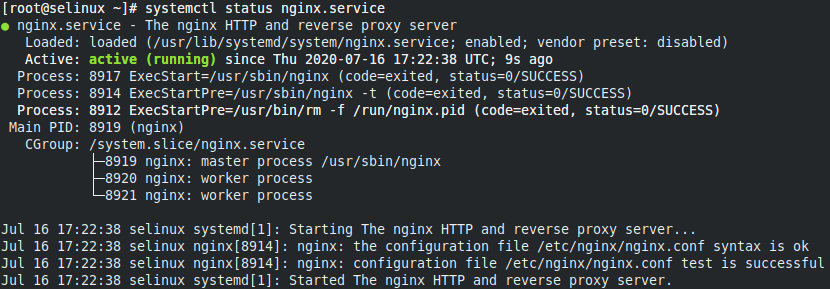 [root@selinux ~]# systemctl status nginx.service
● nginx.service - The nginx HTTP and reverse proxy server
   Loaded: loaded (/usr/lib/systemd/system/nginx.service; enabled; vendor preset: disabled)
   Active: active (running) since Thu 2020-07-16 17:22:38 UTC; 9s ago
  Process: 8917 ExecStart=/usr/sbin/nginx (code=exited, status=0/SUCCESS)
  Process: 8914 ExecStartPre=/usr/sbin/nginx -t (code=exited, status=0/SUCCESS)
  Process: 8912 ExecStartPre=/usr/bin/rm -f /run/nginx.pid (code=exited, status=0/SUCCESS)
 Main PID: 8919 (nginx)
   CGroup: /system.slice/nginx.service
           ├─8919 nginx: master process /usr/sbin/nginx
           ├─8920 nginx: worker process
           └─8921 nginx: worker process

Jul 16 17:22:38 selinux systemd[1]: Starting The nginx HTTP and reverse proxy server...
Jul 16 17:22:38 selinux nginx[8914]: nginx: the configuration file /etc/nginx/nginx.conf syntax is ok
Jul 16 17:22:38 selinux nginx[8914]: nginx: configuration file /etc/nginx/nginx.conf test is successful
Jul 16 17:22:38 selinux systemd[1]: Started The nginx HTTP and reverse proxy server.